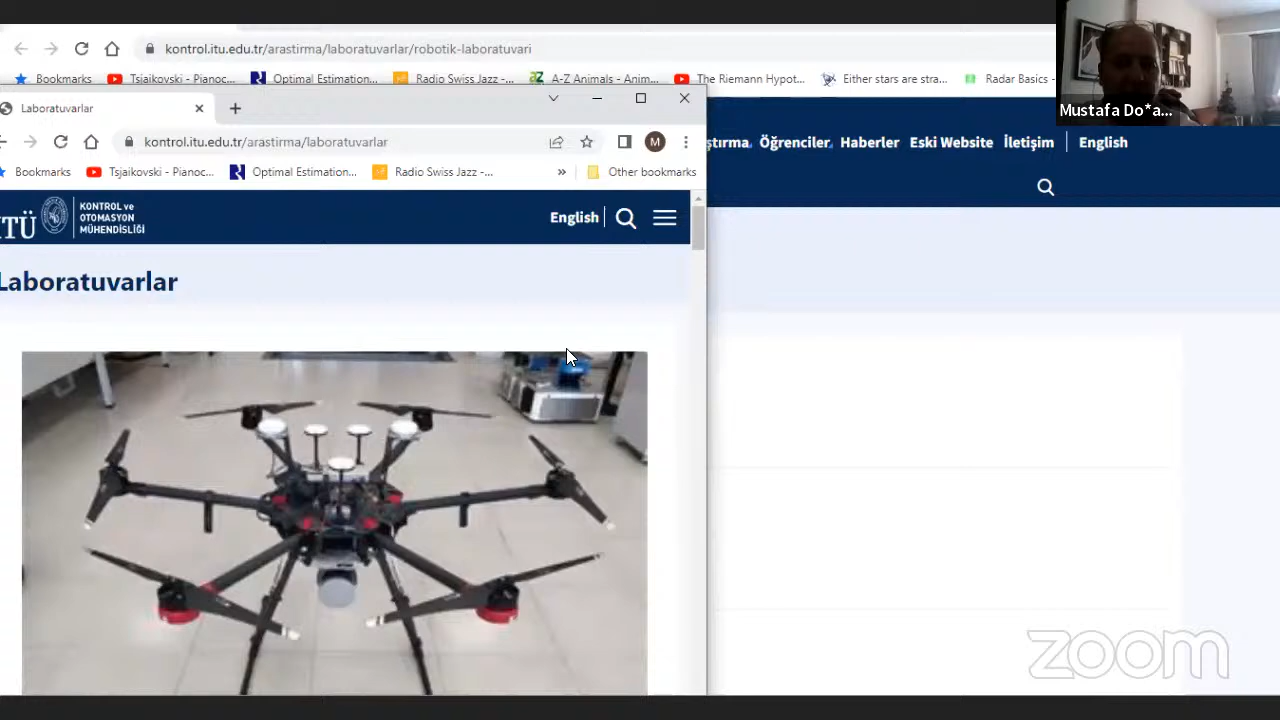 kontrol.itu.edu.tr/arastirma/laboratuvarlar/robotik-laboratuvari
Bookmarks Tsjaikovski - Pianoc... Optimal Estimation... Radio Swiss Jazz -... A-Z Animals - Anim... The Riemann Hypot... Either stars are stra... Radar Basics -
Mustafa Do*a...
Laboratuvarlar
kontrol.itu.edu.tr/arastirma/laboratuvarlar
M
ştırma Öğrenciler Haberler Eski Website İletişim English
Bookmarks Tsjaikovski - Pianoc... Optimal Estimation... Radio Swiss Jazz -... » Other bookmarks
İTÜ KONTROL ve
OTOMASYON
MÜHENDİSLİĞİ
English
Laboratuvarlar
zoom